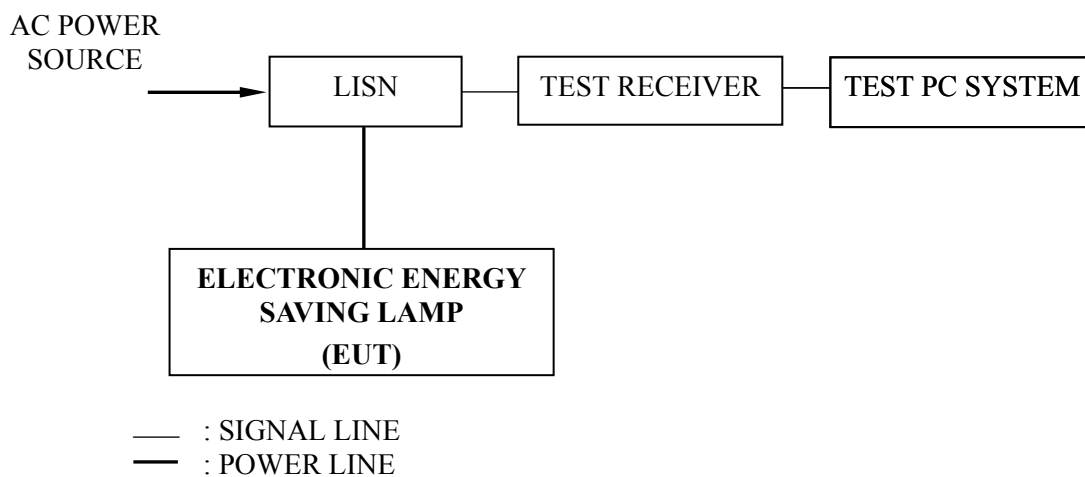 AC POWER
SOURCE
LISN
TEST RECEIVER
TEST PC SYSTEM
ELECTRONIC ENERGY
SAVING LAMP
(EUT)
: SIGNAL LINE
: POWER LINE